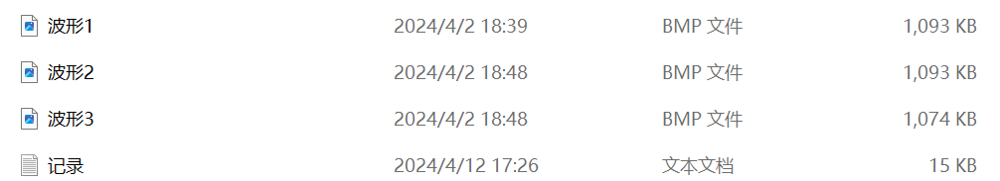 波形1 2024/4/2 18:39 BMP 文件 1,093 KB
波形2 2024/4/2 18:48 BMP 文件 1,093 KB
波形3 2024/4/2 18:48 BMP 文件 1,074 KB
记录 2024/4/12 17:26 文本文档 15 KB